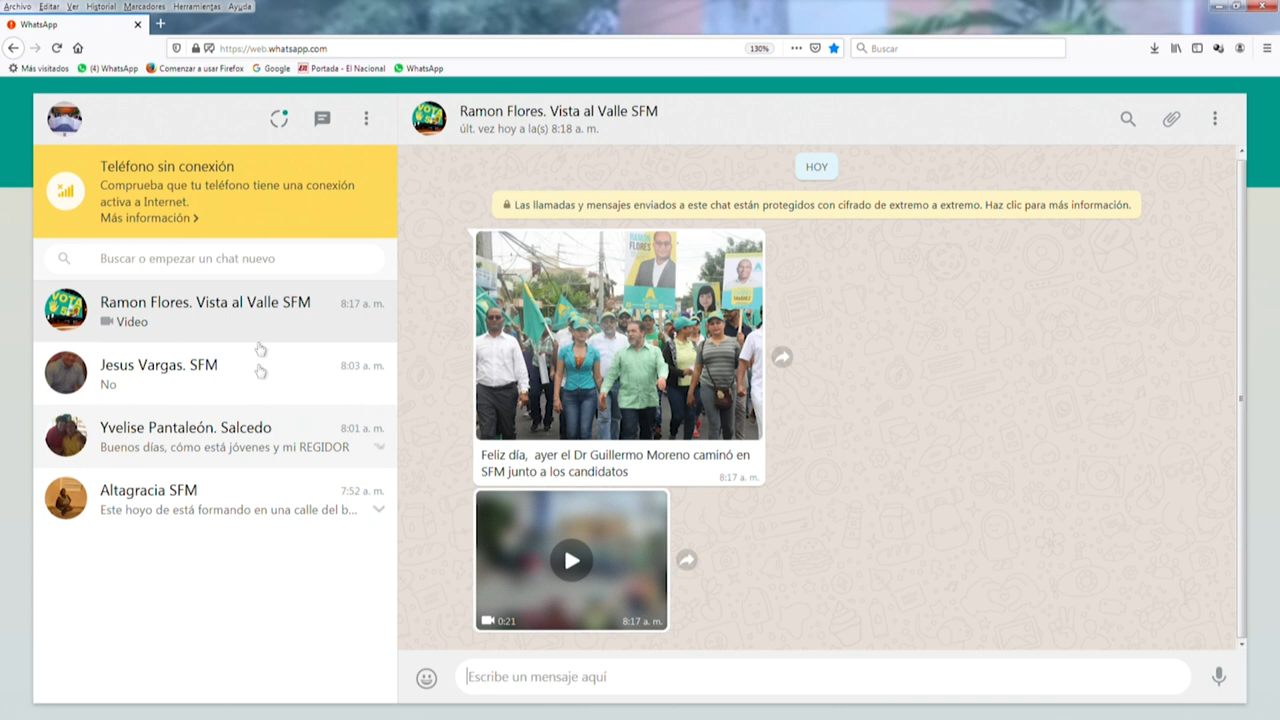 Archivo Editar Ver Historial Marcadores Herramientas Ayuda
WhatsApp
https://web.whatsapp.com
130%
Buscar
Más visitados
(4) WhatsApp
Comenzar a usar Firefox
Google
Portada - El Nacional
WhatsApp
Teléfono sin conexión
Comprueba que tu teléfono tiene una conexión
activa a Internet.
Más información
Buscar o empezar un chat nuevo
Ramon Flores. Vista al Valle SFM 8:17 a. m.
Video
Jesus Vargas. SFM 8:03 a. m.
No
Yvelise Pantaleón. Salcedo 8:01 a. m.
Buenos días, cómo está jóvenes y mi REGIDOR
Altagracia SFM 7:52 a. m.
Este hoyo de está formando en una calle del b...
VOTA
Ramon Flores. Vista al Valle SFM
últ. vez hoy a la(s) 8:18 a. m.
HOY
Las llamadas y mensajes enviados a este chat están protegidos con cifrado de extremo a extremo. Haz clic para más información.
RAMÓN
FLORES
Feliz día, ayer el Dr Guillermo Moreno caminó en
SFM junto a los candidatos
8:17 a. m.
0:21 8:17 a. m.
Escribe un mensaje aquí